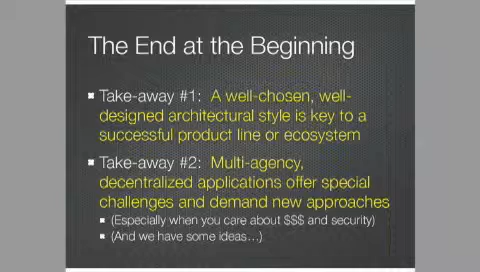 The End at the Beginning
Take-away #1: A well-chosen, well-
designed architectural style is key to a
successful product line or ecosystem
Take-away #2: Multi-agency,
decentralized applications offer special
challenges and demand new approaches
(Especially when you care about $$$ and security)
(And we have some ideas…)